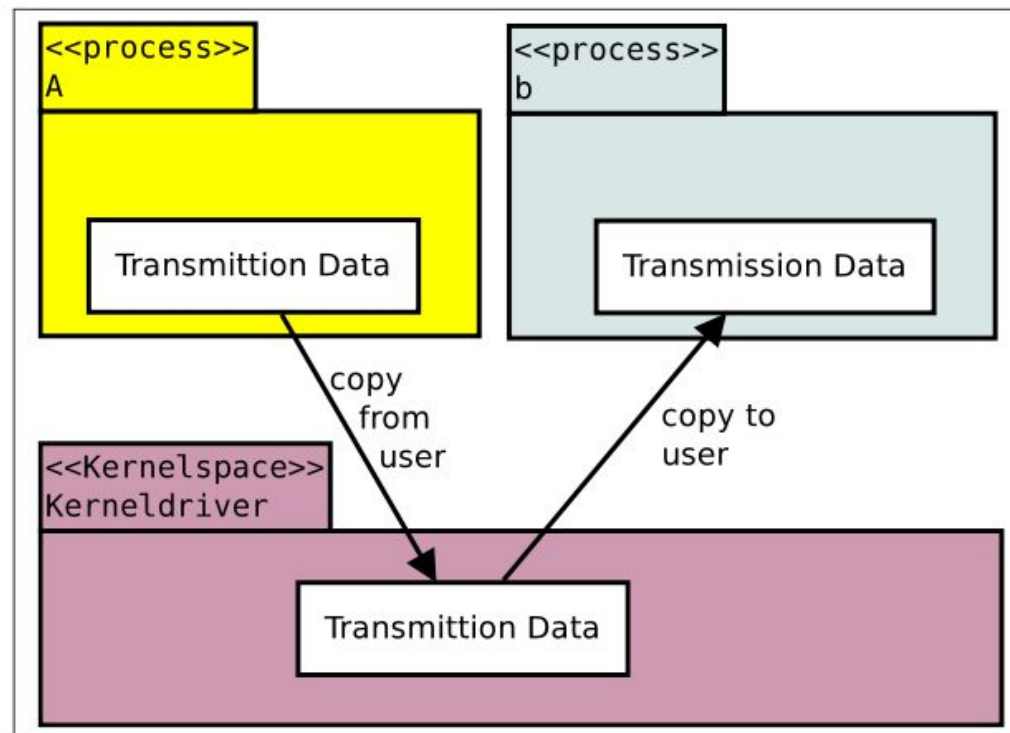 <<process>>
A
<<process>>
b
Transmittion Data
Transmission Data
copy
from
user
copy to
user
<<Kernelspace>>
Kerneldriver
Transmittion Data